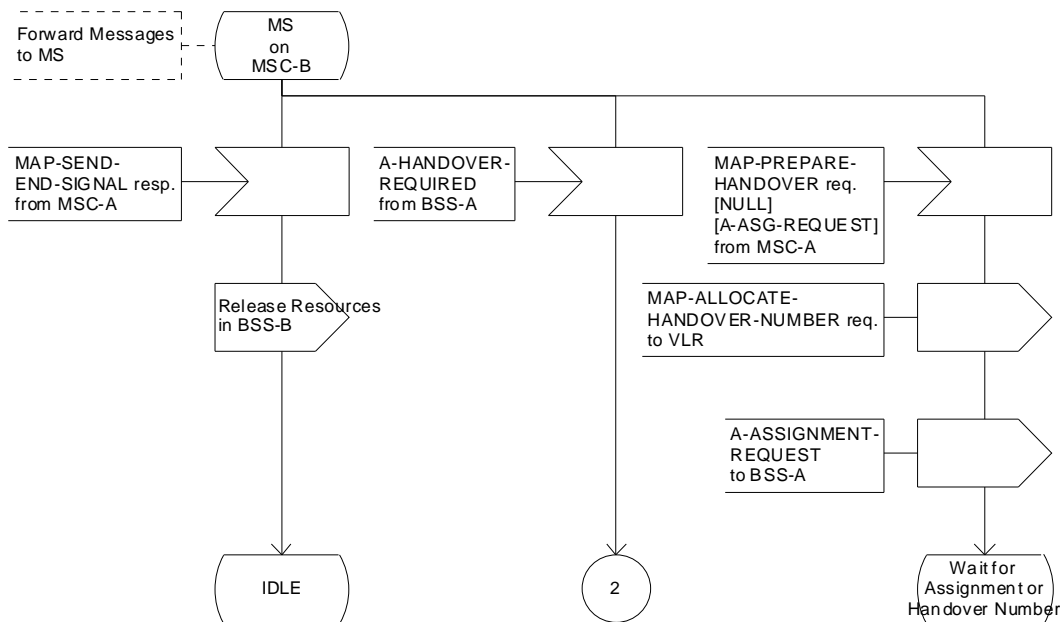 Forward Messages
to MS
MS
on
MSC-B
MAP-SEND-
END-SIGNAL resp.
from MSC-A
A-HANDOVER-
REQUIRED
from BSS-A
MAP-PREPARE-
HANDOVER req.
[NULL]
[A-ASG-REQUEST]
from MSC-A
Release Resources
in BSS-B
MAP-ALLOCATE-
HANDOVER-NUMBER req.
to VLR
A-ASSIGNMENT-
REQUEST
to BSS-A
IDLE
2
Wait for
Assignment or
Handover Number